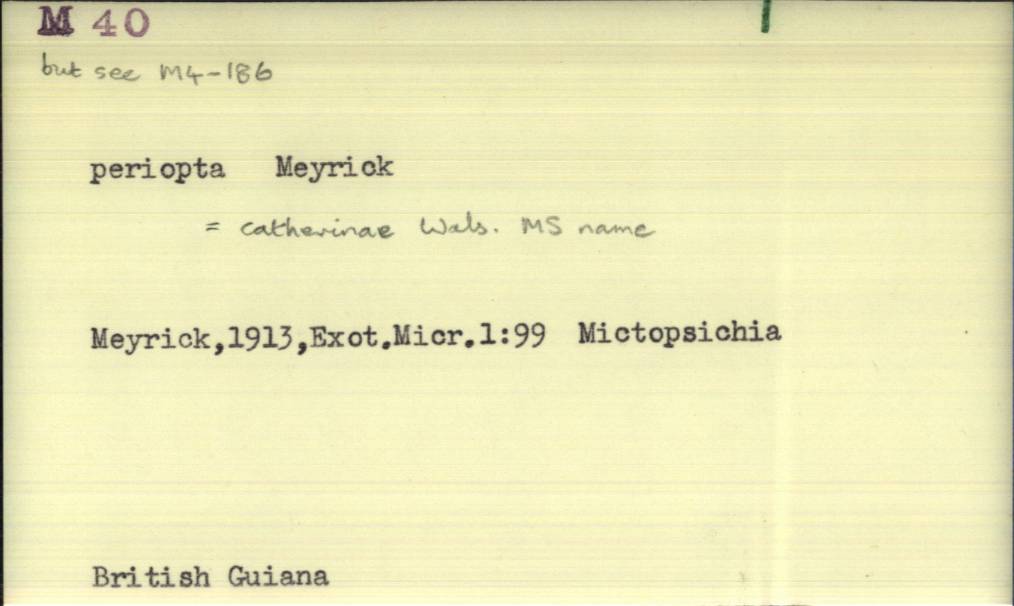 M 40
but see M4-186
periopta Meyrick
= catherinae Wals. MS name
Meyrick,1913,Exot.Micr.1:99 Mictopsichia
British Guiana